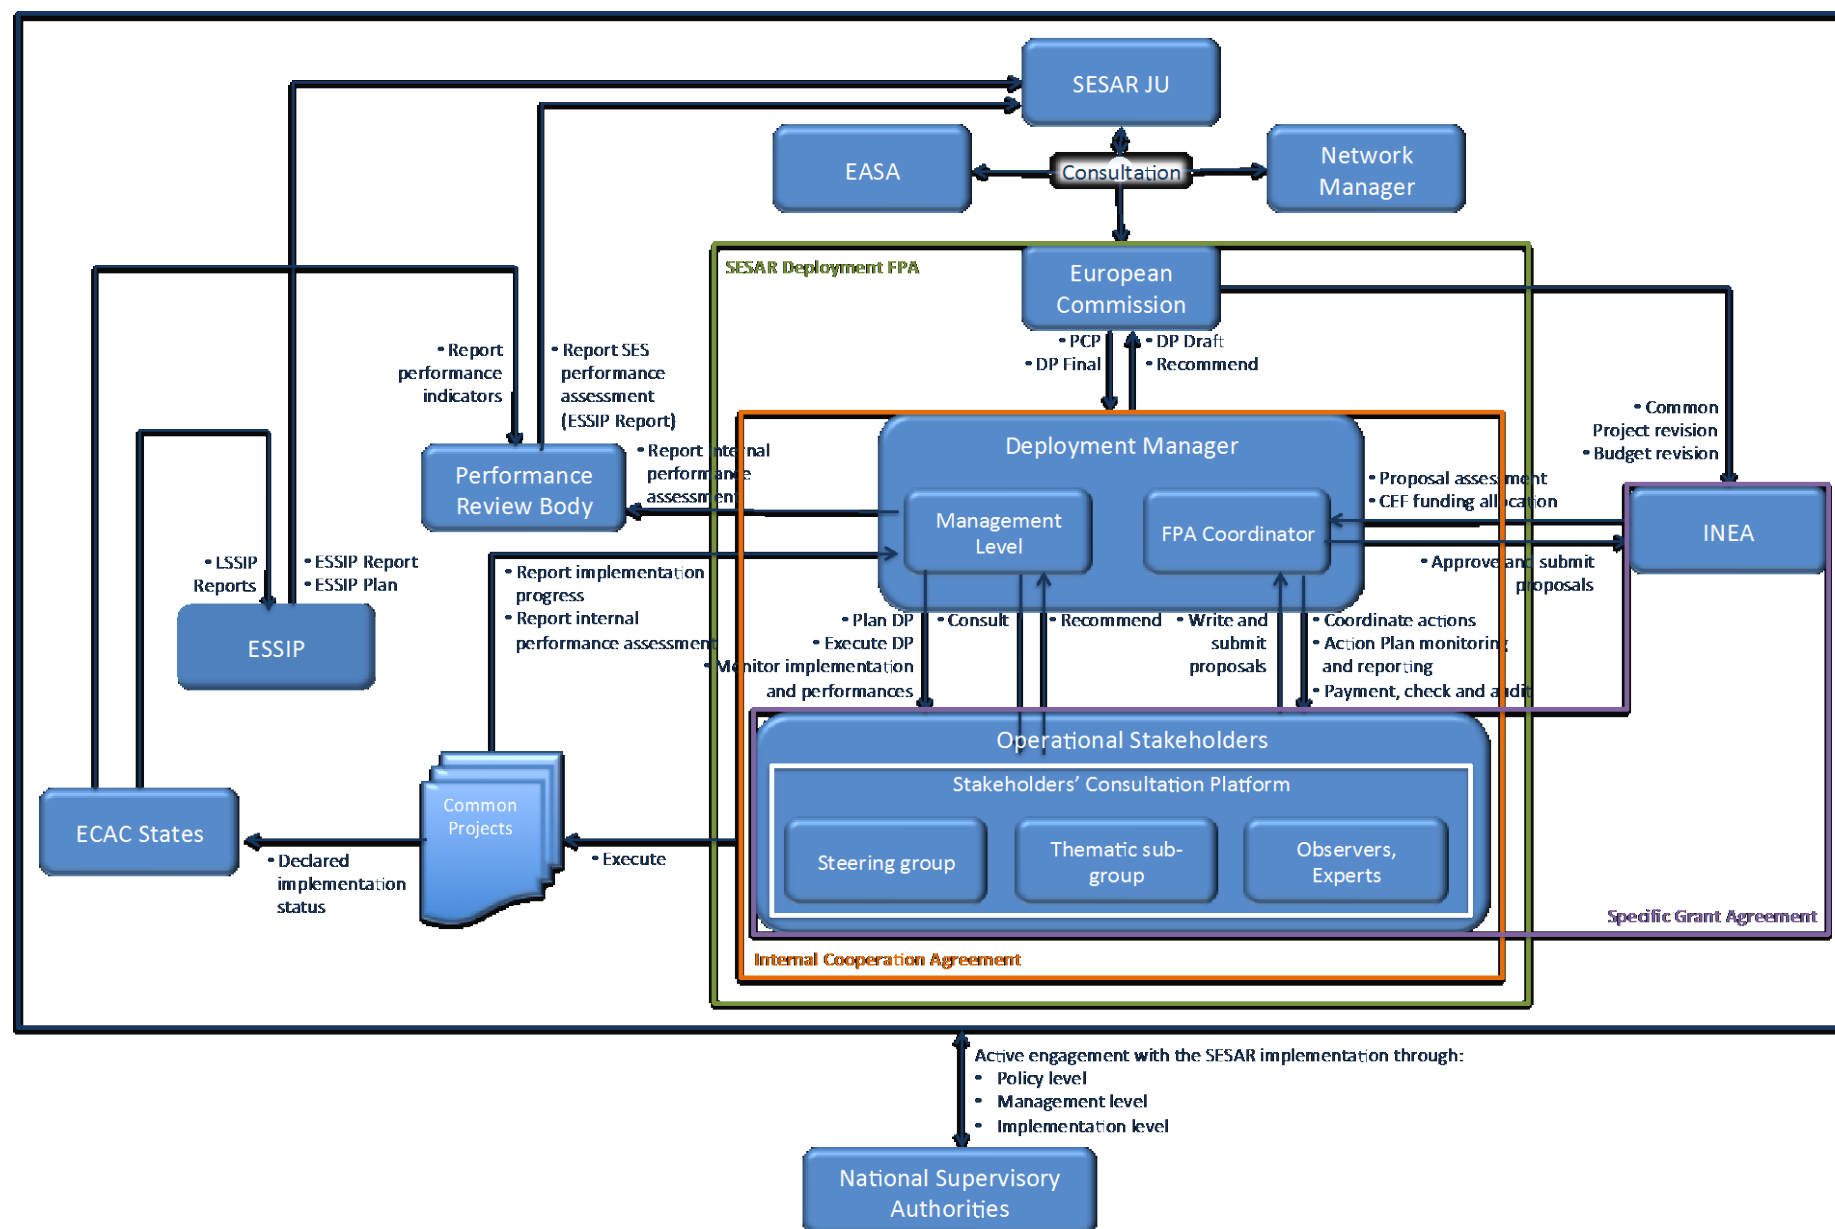 SESAR JU
EASA
Consultation
Network
Manager
SESAR Deployment FPA
European
Commission
• PCP
• DP Final
• DP Draft
• Recommend
• Report
performance
indicators
• Report SES
performance
assessment
(ESSIP Report)
• Common
Project revision
• Budget revision
Deployment Manager
Performance
Review Body
• Report internal
performance
assessment
Management
Level
FPA Coordinator
• Proposal assessment
• CEF funding allocation
INEA
• Approve and submit
proposals
• LSSIP
Reports
• ESSIP Report
• ESSIP Plan
• Report implementation
progress
• Report internal
performance assessment
ESSIP
• Plan DP
• Execute DP
• Monitor implementation
and performances
• Consult
• Recommend
• Write and
submit
proposals
• Coordinate actions
• Action Plan monitoring
and reporting
• Payment, check and audit
Operational Stakeholders
Stakeholders’ Consultation Platform
Steering group
Thematic sub-
group
Observers,
Experts
Common
Projects
ECAC States
• Declared
implementation
status
• Execute
Specific Grant Agreement
Internal Cooperation Agreement
Active engagement with the SESAR implementation through:
• Policy level
• Management level
• Implementation level
National Supervisory
Authorities